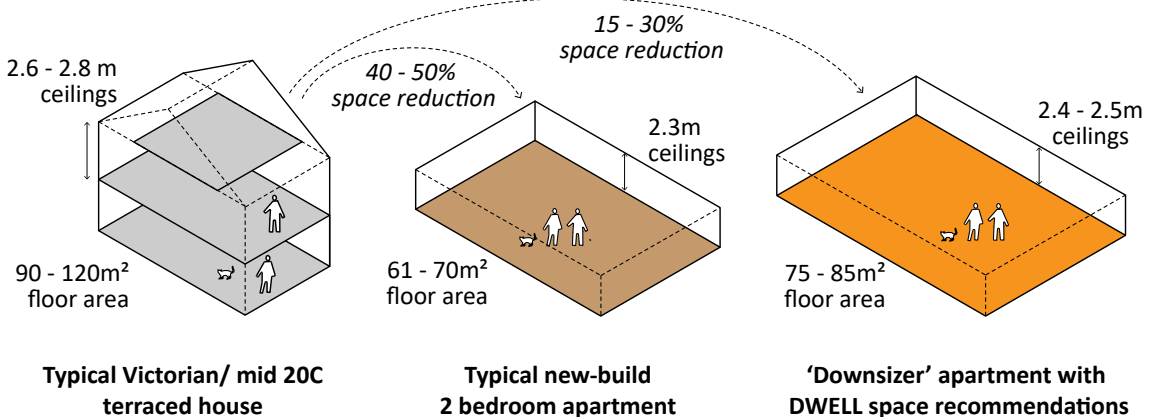 15 - 30%
space reduction
2.6 - 2.8 m
ceilings
40 - 50%
space reduction
2.3m
ceilings
2.4 - 2.5m
ceilings
90 - 120m²
floor area
61 - 70m²
floor area
75 - 85m²
floor area
Typical Victorian/ mid 20C
terraced house
Typical new-build
2 bedroom apartment
‘Downsizer’ apartment with
DWELL space recommendations